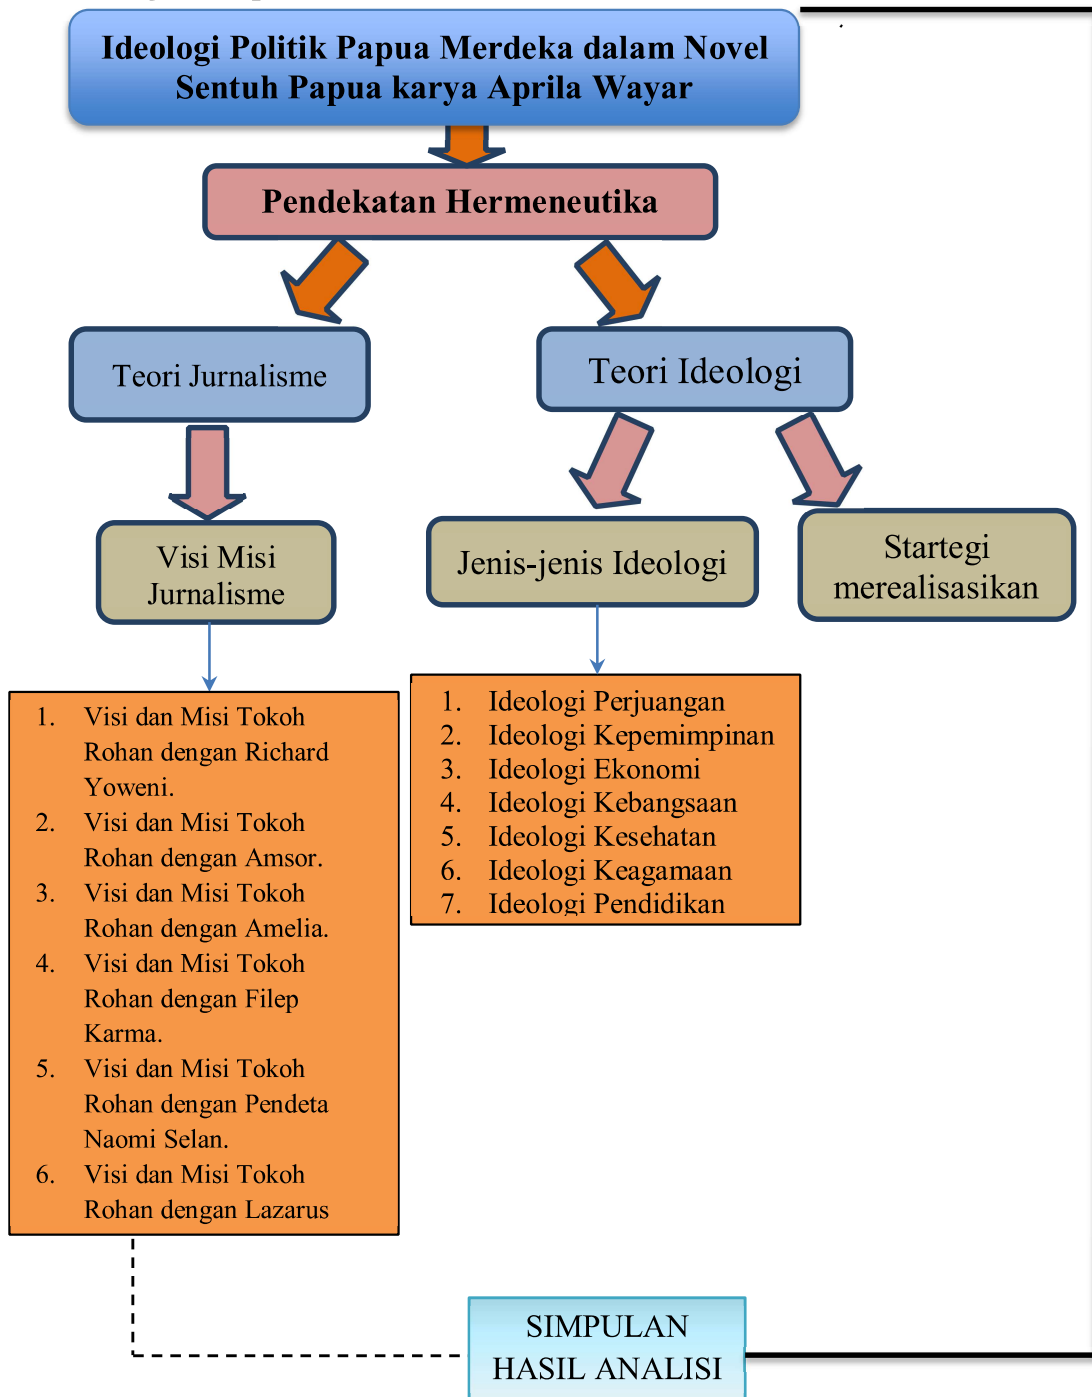 Ideologi Politik Papua Merdeka dalam Novel
Sentuh Papua karya Aprila Wayar
Pendekatan Hermeneutika
Teori Jurnalisme
Teori Ideologi
Visi Misi
Jurnalisme
Jenis-jenis Ideologi
Startegi
merealisasikan
1. Visi dan Misi Tokoh
Rohan dengan Richard
Yoweni.
2. Visi dan Misi Tokoh
Rohan dengan Amsor.
3. Visi dan Misi Tokoh
Rohan dengan Amelia.
4. Visi dan Misi Tokoh
Rohan dengan Filep
Karma.
5. Visi dan Misi Tokoh
Rohan dengan Pendeta
Naomi Selan.
6. Visi dan Misi Tokoh
Rohan dengan Lazarus
1. Ideologi Perjuangan
2. Ideologi Kepemimpinan
3. Ideologi Ekonomi
4. Ideologi Kebangsaan
5. Ideologi Kesehatan
6. Ideologi Keagamaan
7. Ideologi Pendidikan
SIMPULAN
HASIL ANALISI